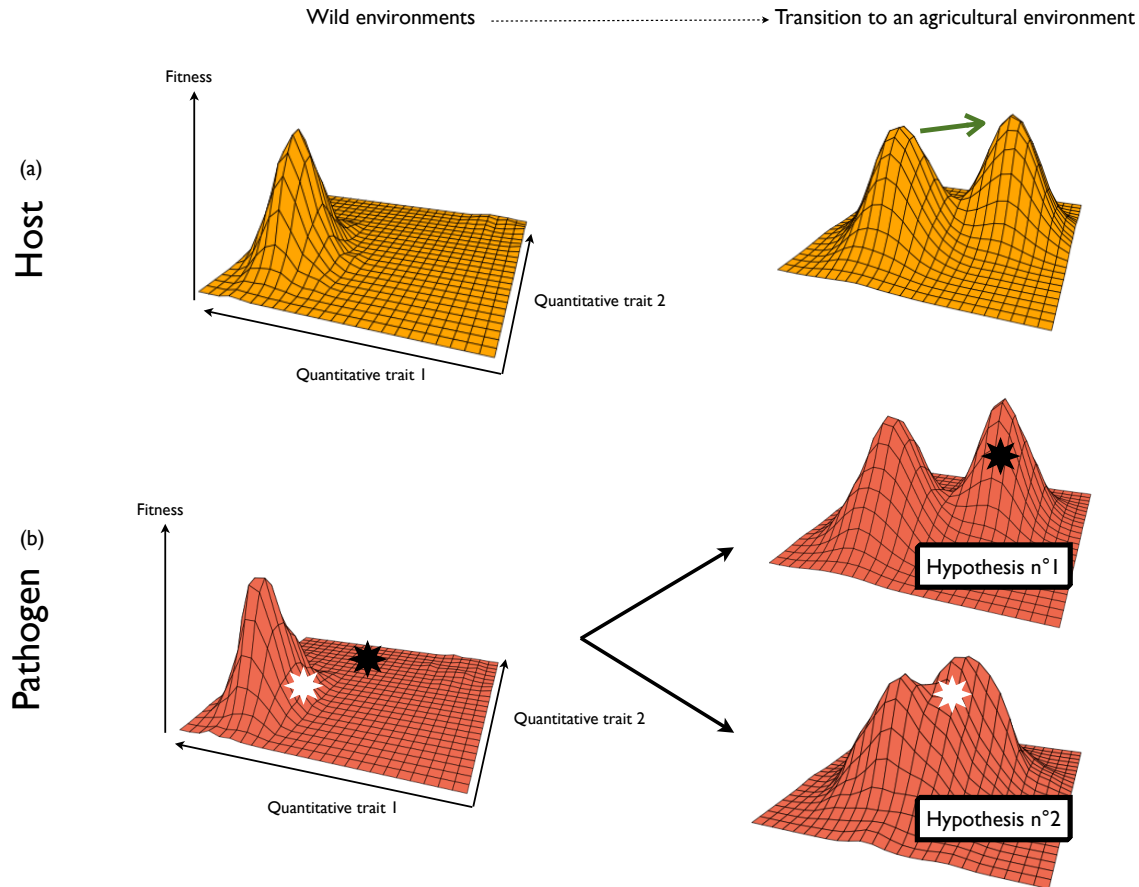 Wild environments
Transition to an agricultural environment
Fitness
(a)
Host
Quantitative trait 2
Quantitative trait 1
Fitness
(b)
Pathogen
Hypothesis n°1
Quantitative trait 2
Quantitative trait 1
Hypothesis n°2